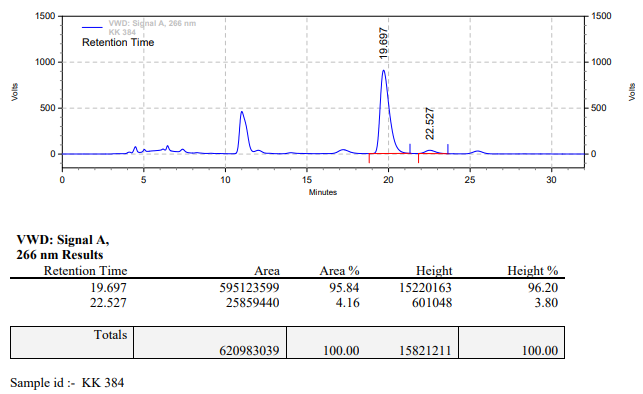 1500
1500
VWD: Signal A, 266 nm
KK 384
Retention Time
19.697
22.527
1000
1000
Volts
Volts
500
500
0
0
0 5 10 15 20 25 30
Minutes
VWD: Signal A,
266 nm Results
Retention Time Area Area % Height Height %
19.697 595123599 95.84 15220163 96.20
22.527 25859440 4.16 601048 3.80
Totals
620983039 100.00 15821211 100.00
Sample id :- KK 384